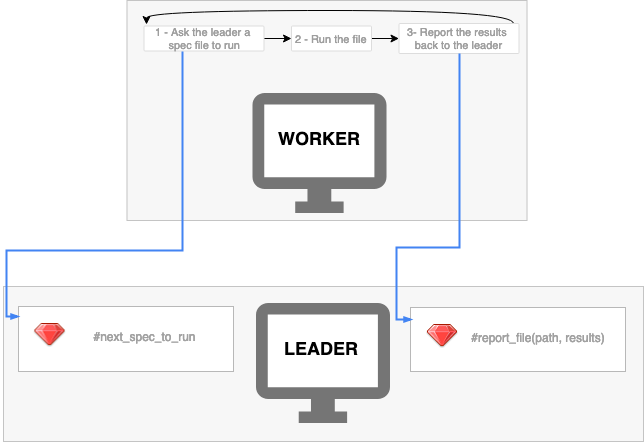 1 - Ask the leader a
spec file to run
2 - Run the file
3- Report the results
back to the leader
WORKER
#next_spec_to_run
LEADER
#report_file(path, results)